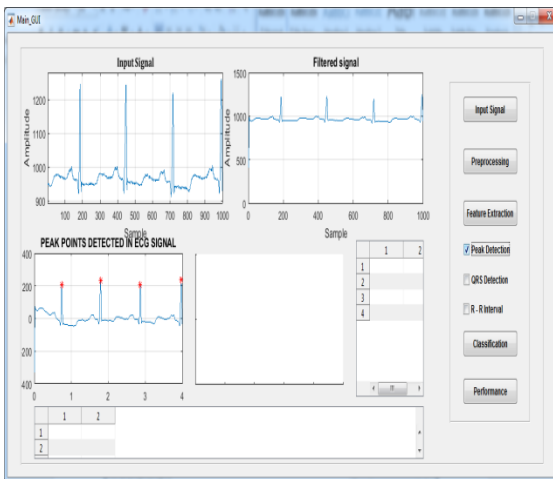 Main_GUI
Input Signal
Amplitude
1200
1100
1000
900
100 200 300 400 500 600 700 800 900 1000
Sample
Filtered signal
Amplitude
1500
1000
500
0
0 200 400 600 800 1000
Sample
PEAK POINTS DETECTED IN ECG SIGNAL
400
200
0
200
400
0 1 2 3 4
1 2
1
2
3
4
1 2
1
2
Input Signal
Preprocessing
Feature Extraction
Peak Detection
QRS Detection
R - R Interval
Classification
Performance